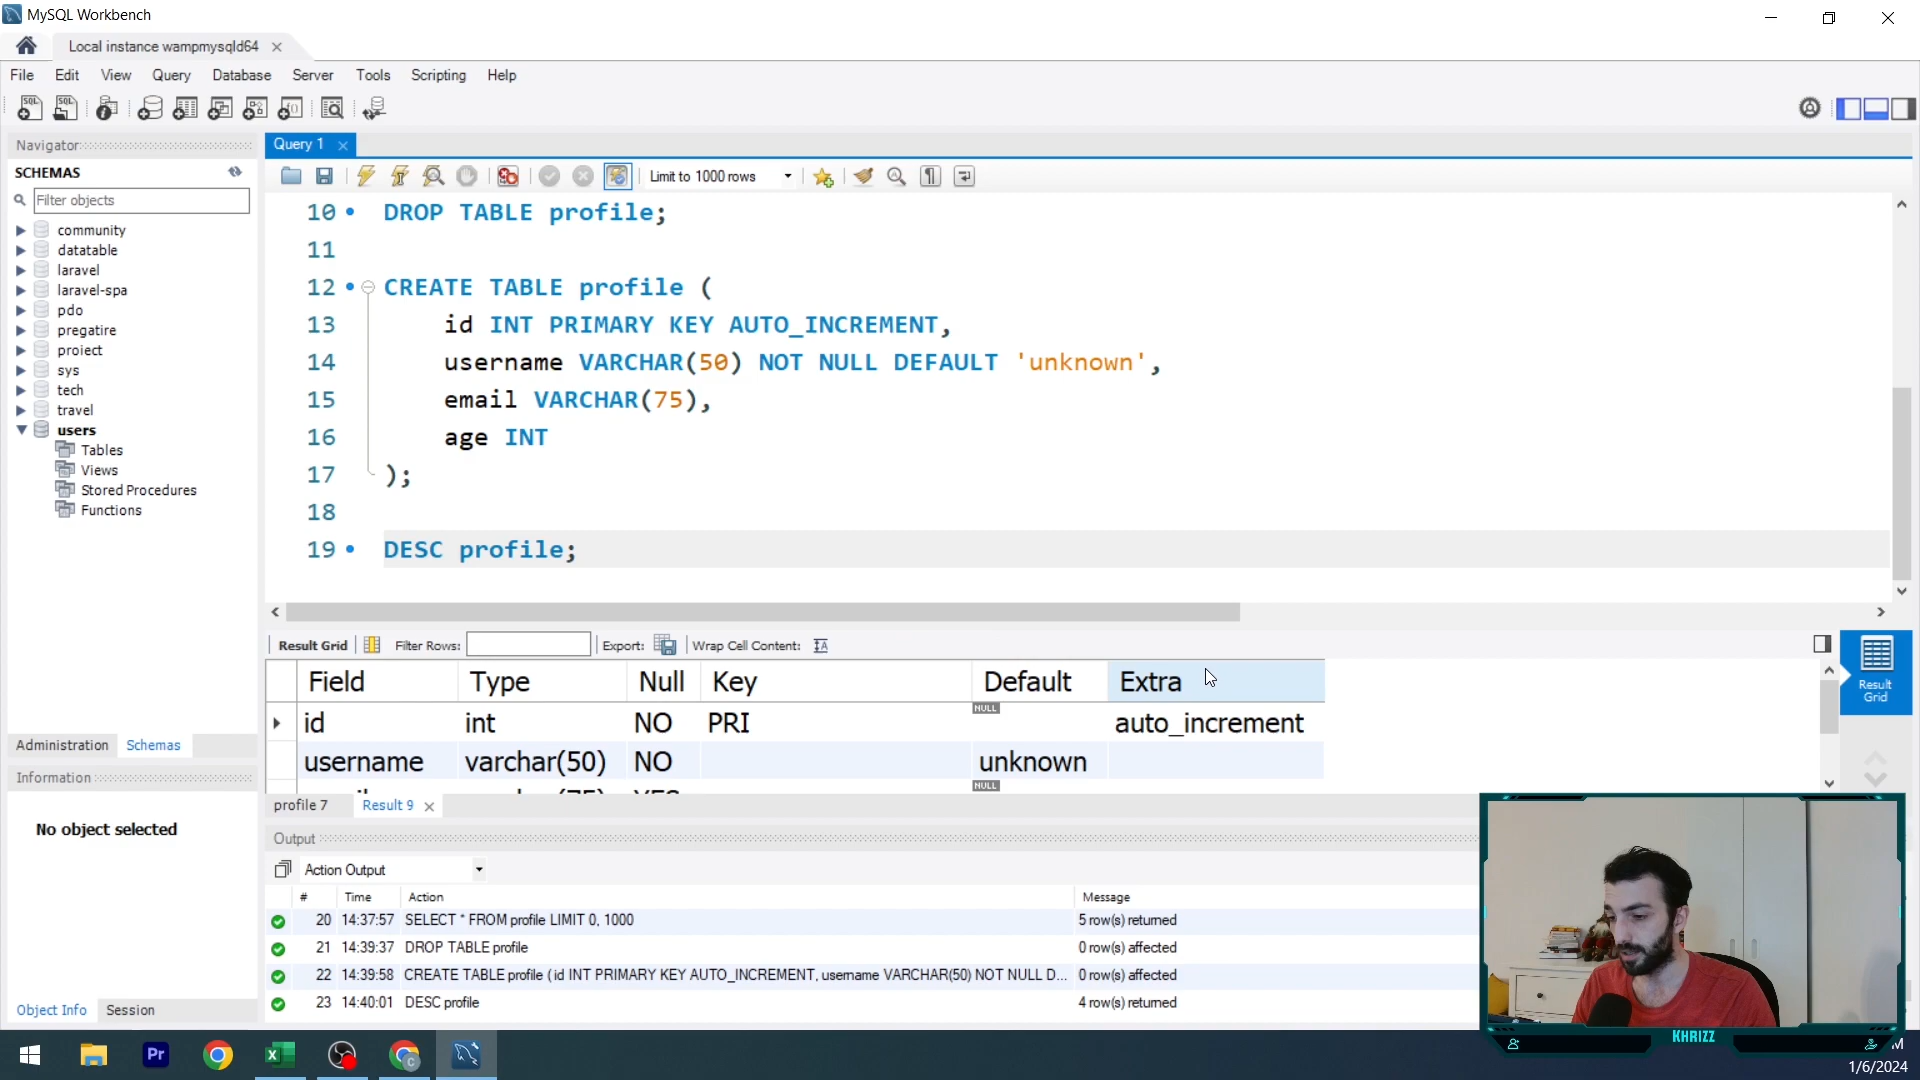 MySQL Workbench
Local instance wampmysqld64
File Edit View Query Database Server Tools Scripting Help
Navigator
Query 1
SCHEMAS
Limit to 1000 rows
Filter objects
community
datatable
laravel
laravel-spa
pdo
pregatire
proiect
sys
tech
travel
users
Tables
Views
Stored Procedures
Functions
10 DROP TABLE profile;
11
12 CREATE TABLE profile (
13 id INT PRIMARY KEY AUTO_INCREMENT,
14 username VARCHAR(50) NOT NULL DEFAULT 'unknown',
15 email VARCHAR(75),
16 age INT
17 );
18
19 DESC profile;
Result Grid Filter Rows: Export: Wrap Cell Content:
Result Grid
Field Type Null Key Default Extra
id int NO PRI NULL auto_increment
username varchar(50) NO unknown
NULL
profile 7 Result 9
Administration Schemas
Information
No object selected
Object Info Session
Output
Action Output
# Time Action Message
20 14:37:57 SELECT * FROM profile LIMIT 0, 1000 5 row(s) returned
21 14:39:37 DROP TABLE profile 0 row(s) affected
22 14:39:58 CREATE TABLE profile ( id INT PRIMARY KEY AUTO_INCREMENT, username VARCHAR(50) NOT NULL D... 0 row(s) affected
23 14:40:01 DESC profile 4 row(s) returned
KHRIZZ
Pr
1/6/2024